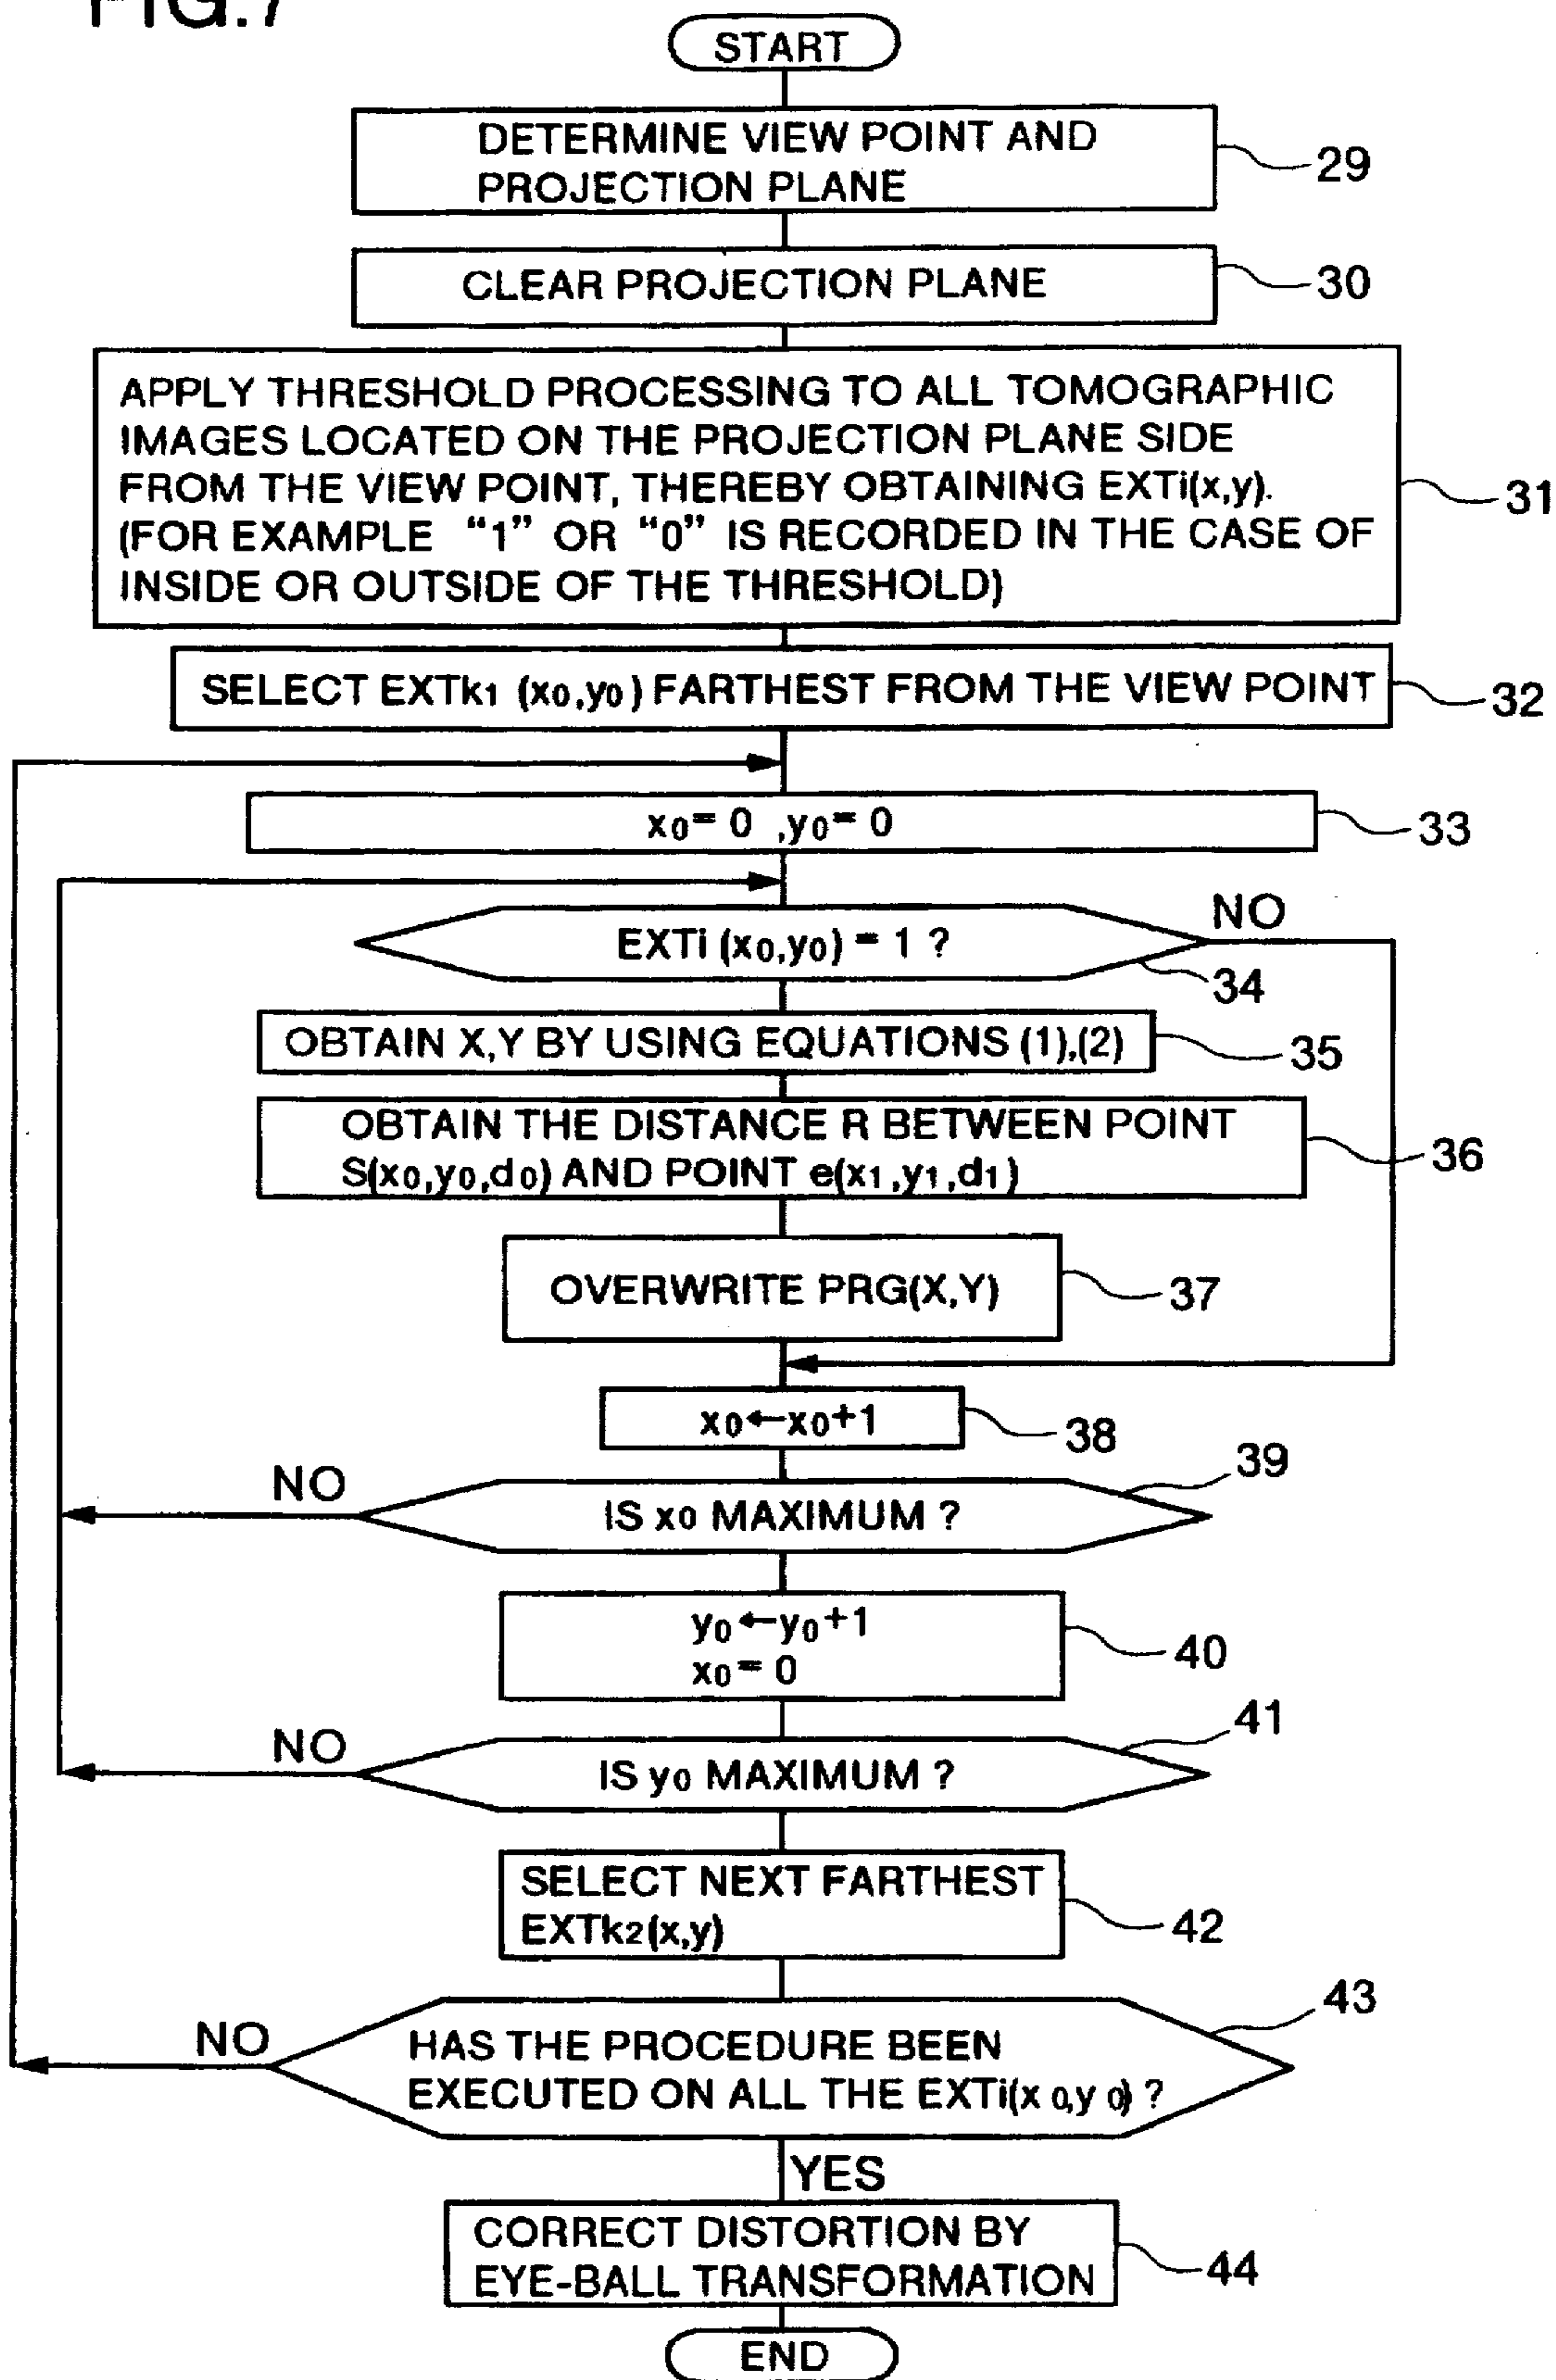 FIG.7
START
DETERMINE VIEW POINT AND
PROJECTION PLANE
29
CLEAR PROJECTION PLANE
30
APPLY THRESHOLD PROCESSING TO ALL TOMOGRAPHIC
IMAGES LOCATED ON THE PROJECTION PLANE SIDE
FROM THE VIEW POINT, THEREBY OBTAINING EXTi(x,y).
(FOR EXAMPLE “1” OR “0” IS RECORDED IN THE CASE OF
INSIDE OR OUTSIDE OF THE THRESHOLD)
31
SELECT EXTk1 (x0,y0) FARTHEST FROM THE VIEW POINT
32
x0= 0 ,y0= 0
33
EXTi (x0,y0) = 1 ?
NO
34
OBTAIN X,Y BY USING EQUATIONS (1),(2)
35
OBTAIN THE DISTANCE R BETWEEN POINT
S(x0,y0,d0) AND POINT e(x1,y1,d1)
36
OVERWRITE PRG(X,Y)
37
x0←x0+1
38
39
NO
IS x0 MAXIMUM ?
y0←y0+1
x0= 0
40
41
NO
IS y0 MAXIMUM ?
SELECT NEXT FARTHEST
EXTk2(x,y)
42
43
NO
HAS THE PROCEDURE BEEN
EXECUTED ON ALL THE EXTi(x 0,y 0) ?
YES
CORRECT DISTORTION BY
EYE-BALL TRANSFORMATION
44
END